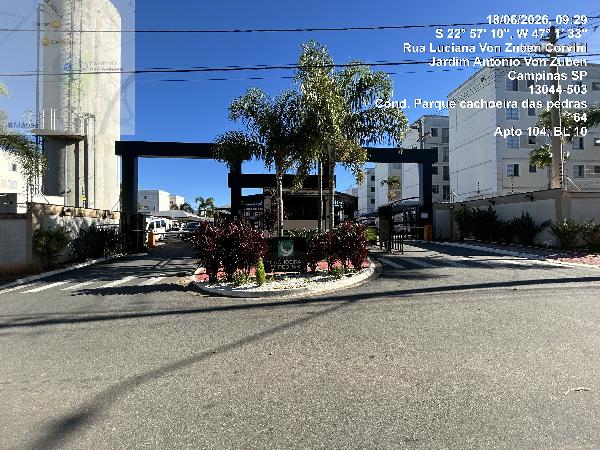 18/06/2026, 09.29
S 22° 57' 10", W 47° 1' 33"
Rua Luciana Von Zuben Corvini
Jardim Antonio Von Zuben
Campinas SP
13044-503
Cond. Parque cachoeira das pedras
64
Apto 104, BL 10